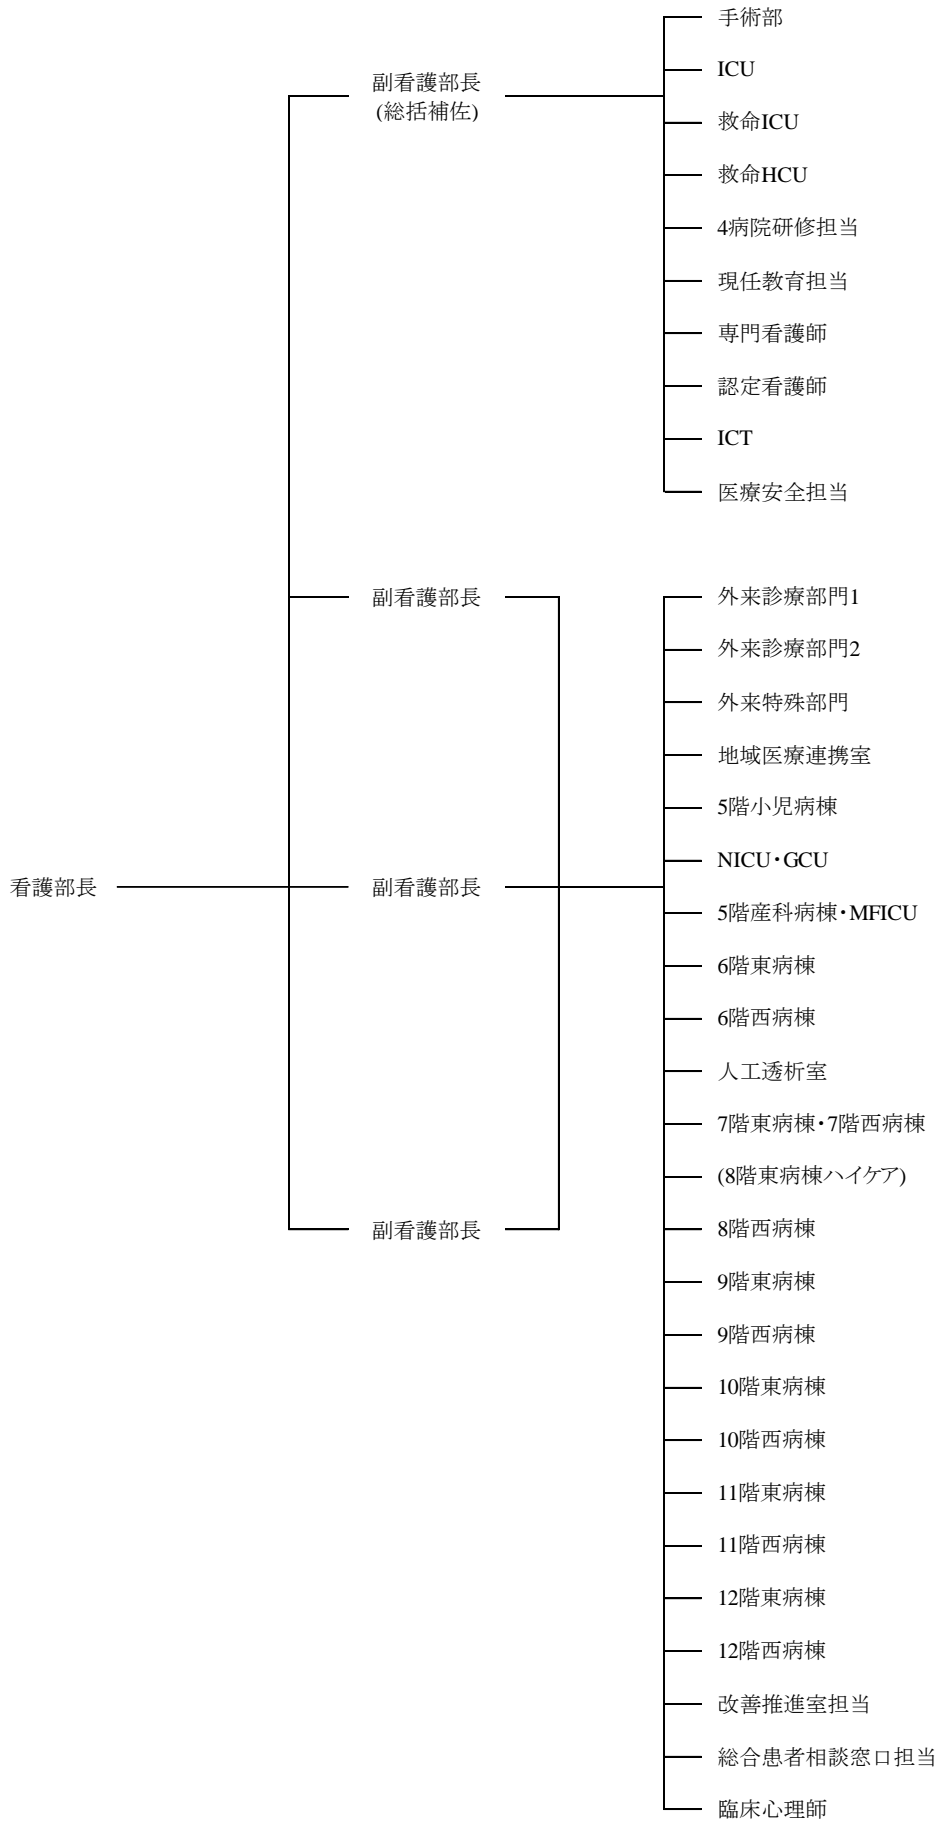 看護部長
副看護部長
(総括補佐)
手術部
ICU
救命ICU
救命HCU
4病院研修担当
現任教育担当
専門看護師
認定看護師
ICT
医療安全担当
副看護部長
副看護部長
副看護部長
外来診療部門1
外来診療部門2
外来特殊部門
地域医療連携室
5階小児病棟
NICU・GCU
5階産科病棟・MFICU
6階東病棟
6階西病棟
人工透析室
7階東病棟・7階西病棟
(8階東病棟ハイケア)
8階西病棟
9階東病棟
9階西病棟
10階東病棟
10階西病棟
11階東病棟
11階西病棟
12階東病棟
12階西病棟
改善推進室担当
総合患者相談窓口担当
臨床心理師